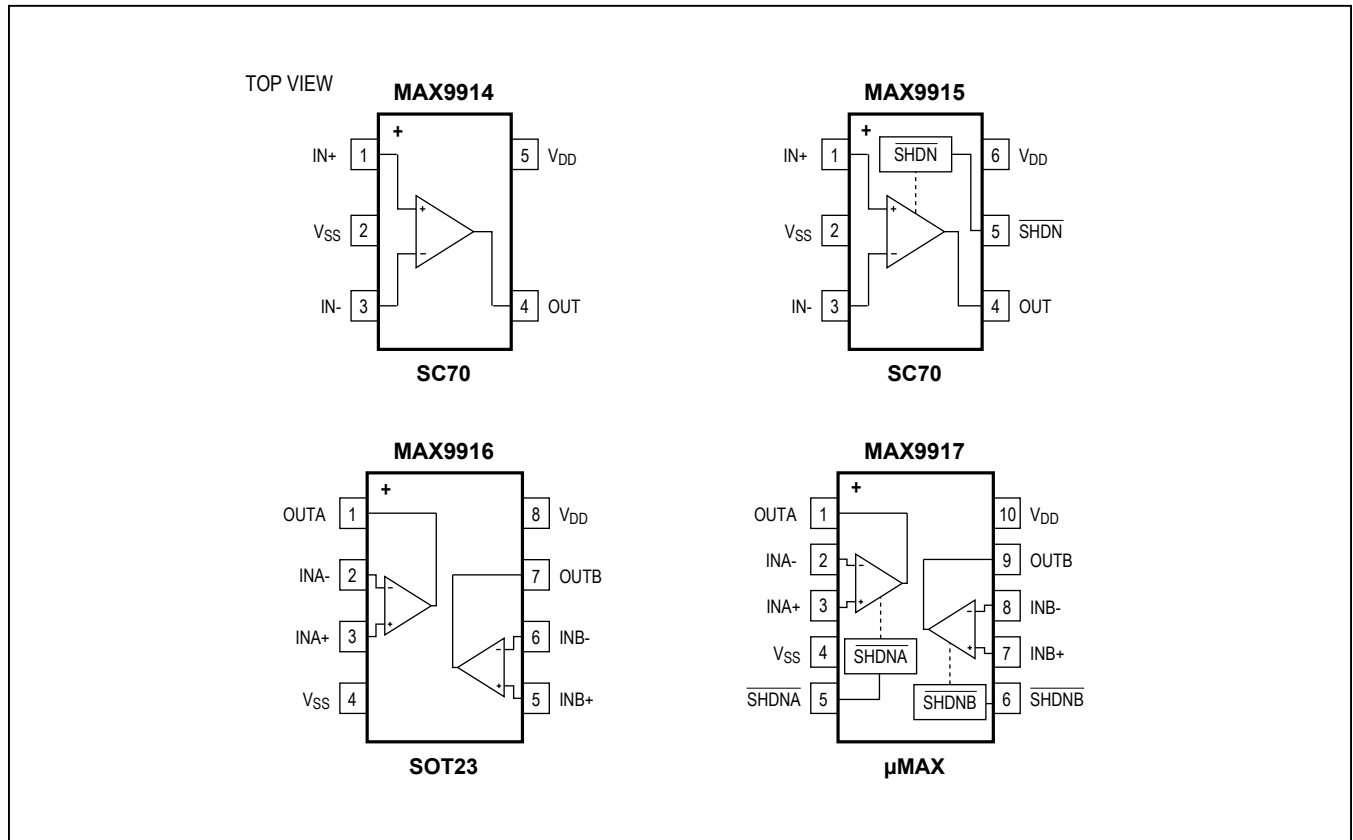 TOP VIEW
MAX9914
+
IN+ 1
5 VDD
VSS 2
+
−
IN- 3
4 OUT
SC70
MAX9915
+
IN+ 1
SHDN
6 VDD
VSS 2
+
−
5 SHDN
IN- 3
4 OUT
SC70
MAX9916
+
OUTA 1
8 VDD
INA- 2
−
7 OUTB
INA+ 3
+
6 INB-
−
VSS 4
+
5 INB+
SOT23
MAX9917
+
OUTA 1
10 VDD
INA- 2
−
9 OUTB
INA+ 3
+
8 INB-
−
VSS 4
SHDNA
+
7 INB+
SHDNA 5
SHDNB
6 SHDNB
µMAX